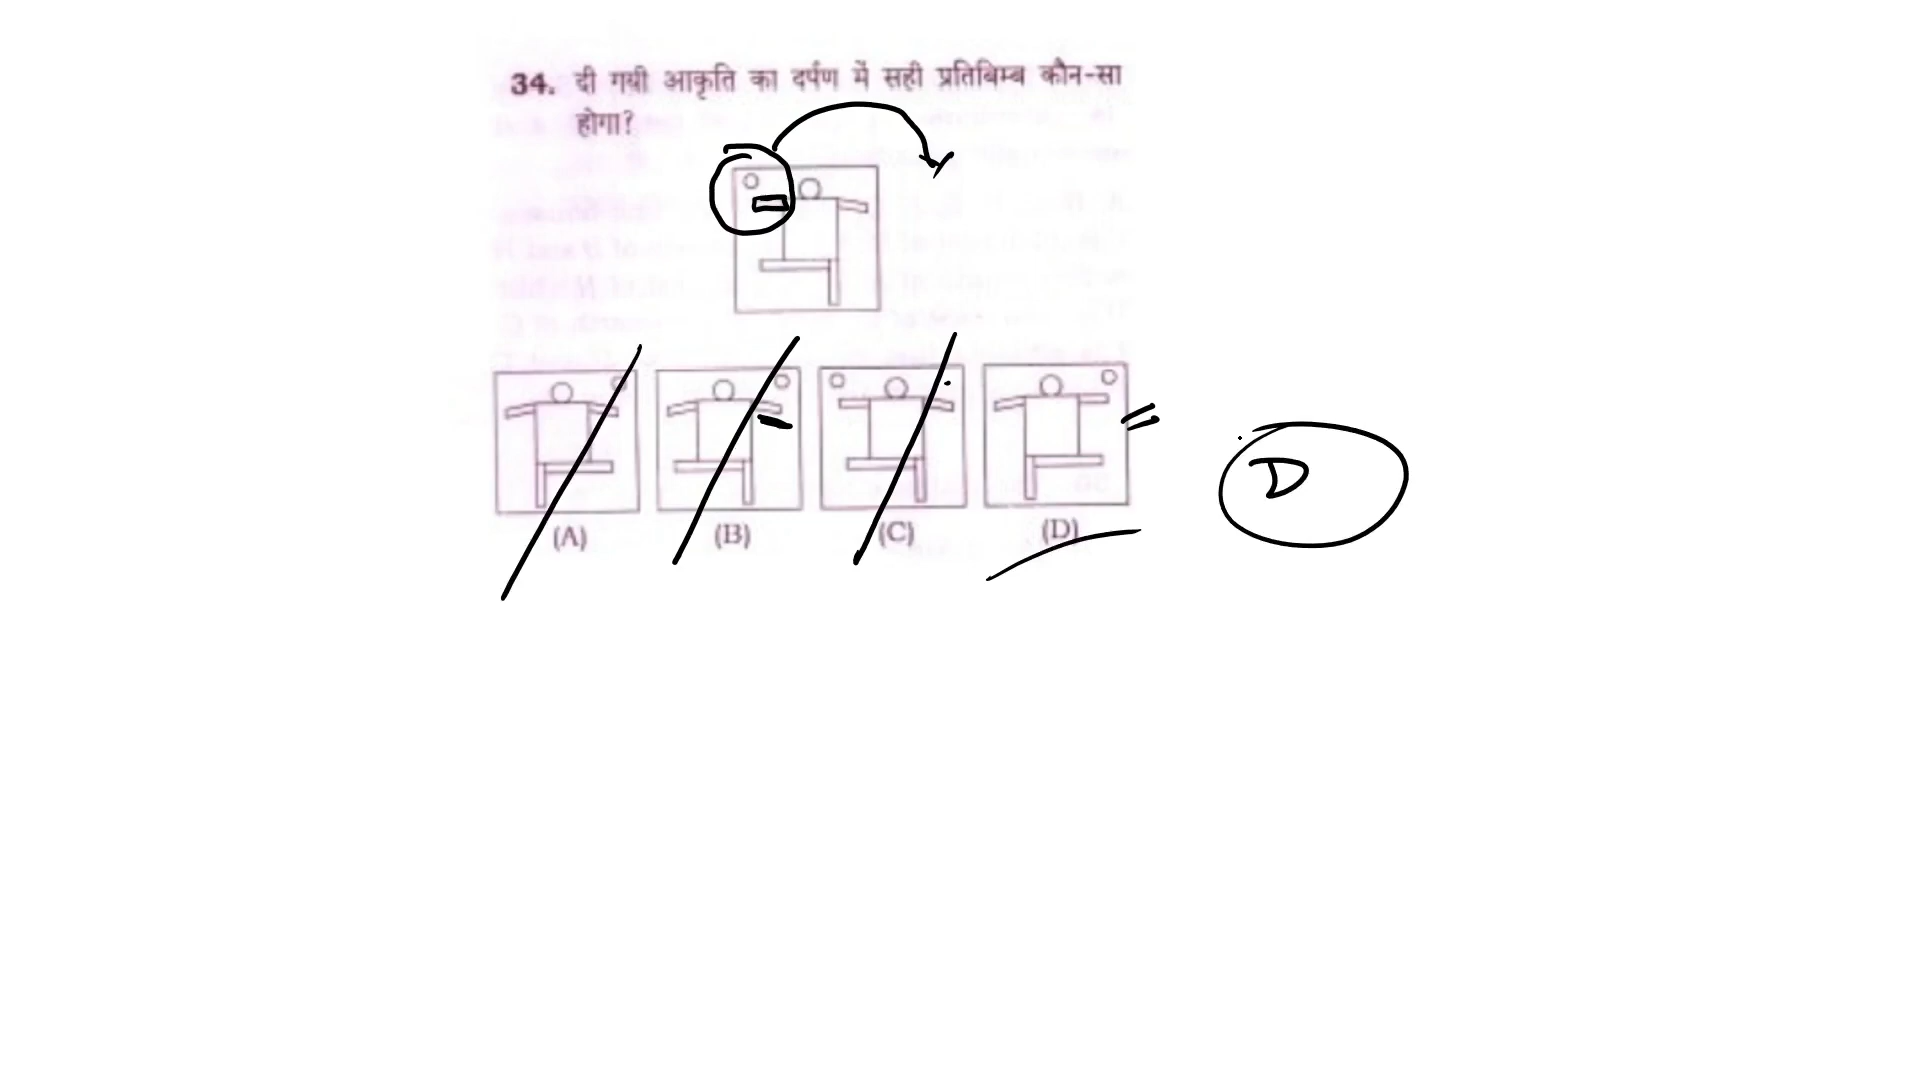 34. दी गयी आकृति का दर्पण में सही प्रतिबिम्ब कौन-सा
होगा?
(A) (B) (C) (D)
D